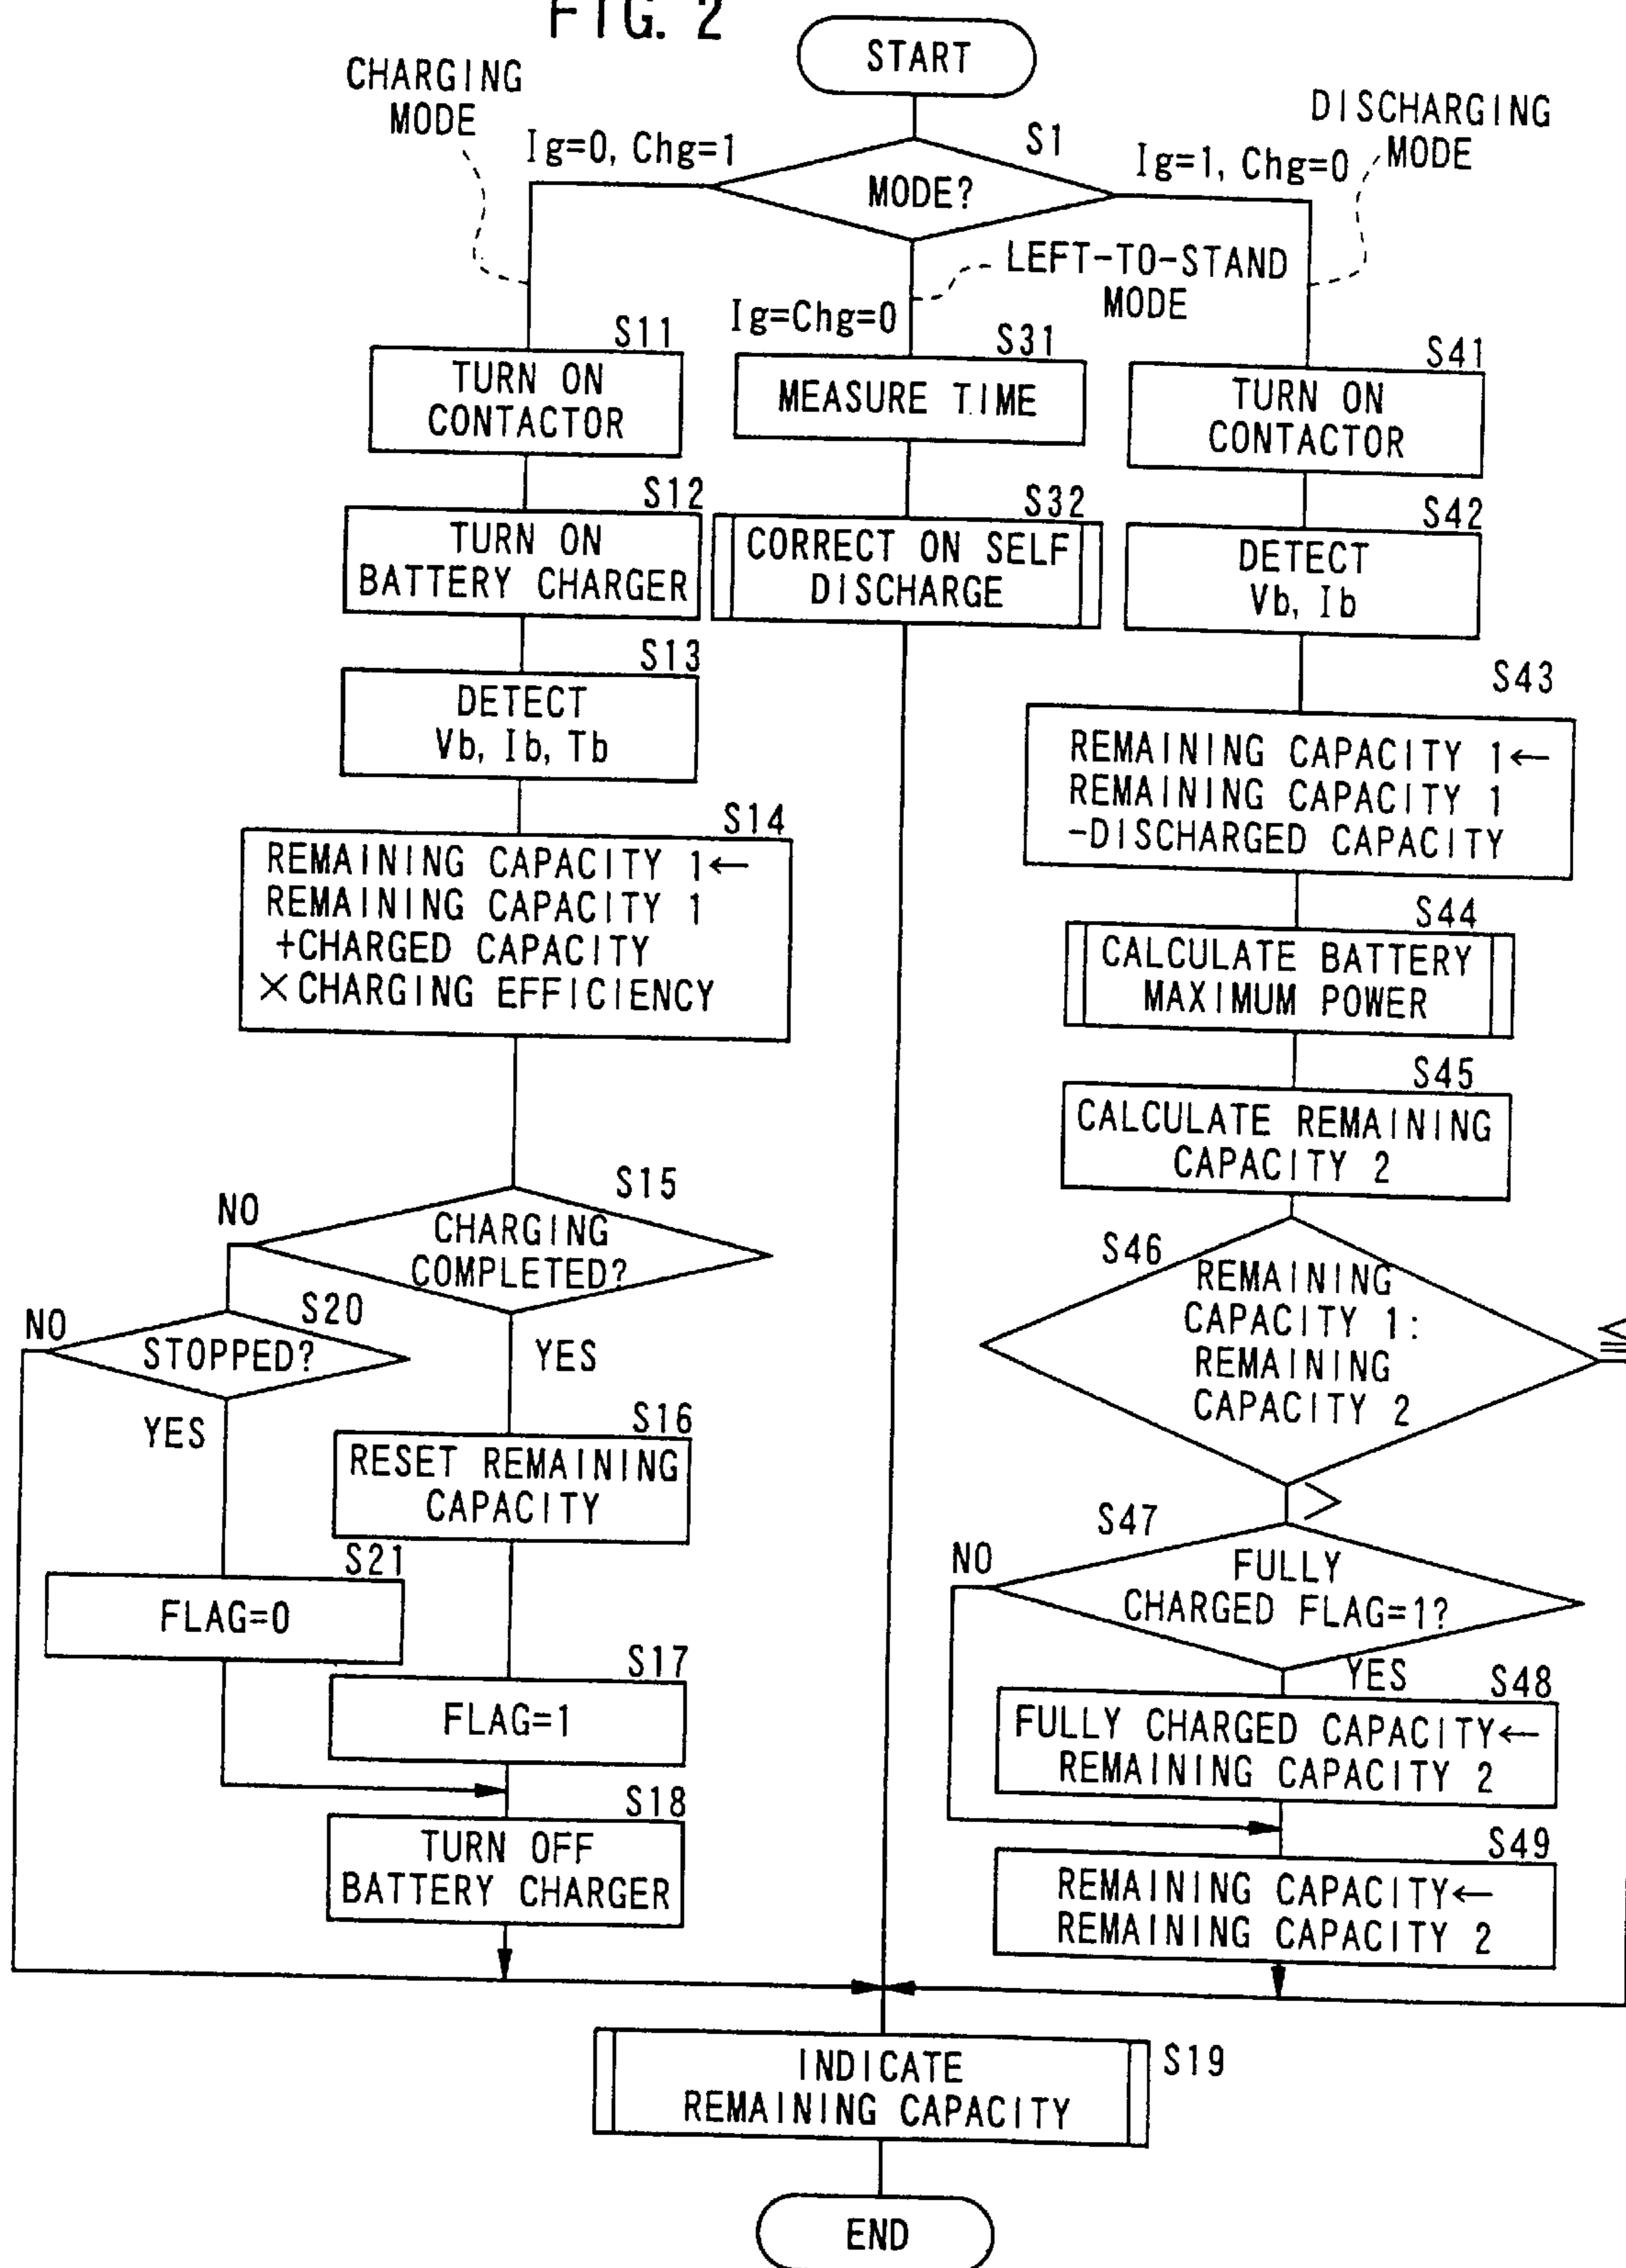 FIG. 2
START
CHARGING
MODE
DISCHARGING
MODE
Ig=0, Chg=1
S1
Ig=1, Chg=0
MODE?
LEFT-TO-STAND
MODE
Ig=Chg=0
S11
TURN ON
CONTACTOR
S12
TURN ON
BATTERY CHARGER
S13
DETECT
Vb, Ib, Tb
S14
REMAINING CAPACITY 1←
REMAINING CAPACITY 1
+CHARGED CAPACITY
×CHARGING EFFICIENCY
S15
NO
CHARGING
COMPLETED?
YES
S20
NO
STOPPED?
YES
S16
RESET REMAINING
CAPACITY
S21
FLAG=0
S17
FLAG=1
S18
TURN OFF
BATTERY CHARGER
S31
MEASURE TIME
S32
CORRECT ON SELF
DISCHARGE
S41
TURN ON
CONTACTOR
S42
DETECT
Vb, Ib
S43
REMAINING CAPACITY 1←
REMAINING CAPACITY 1
-DISCHARGED CAPACITY
S44
CALCULATE BATTERY
MAXIMUM POWER
S45
CALCULATE REMAINING
CAPACITY 2
S46
REMAINING
CAPACITY 1:
REMAINING
CAPACITY 2
≦
>
S47
NO
FULLY
CHARGED FLAG=1?
YES
S48
FULLY CHARGED CAPACITY←
REMAINING CAPACITY 2
S49
REMAINING CAPACITY←
REMAINING CAPACITY 2
INDICATE
REMAINING CAPACITY
S19
END